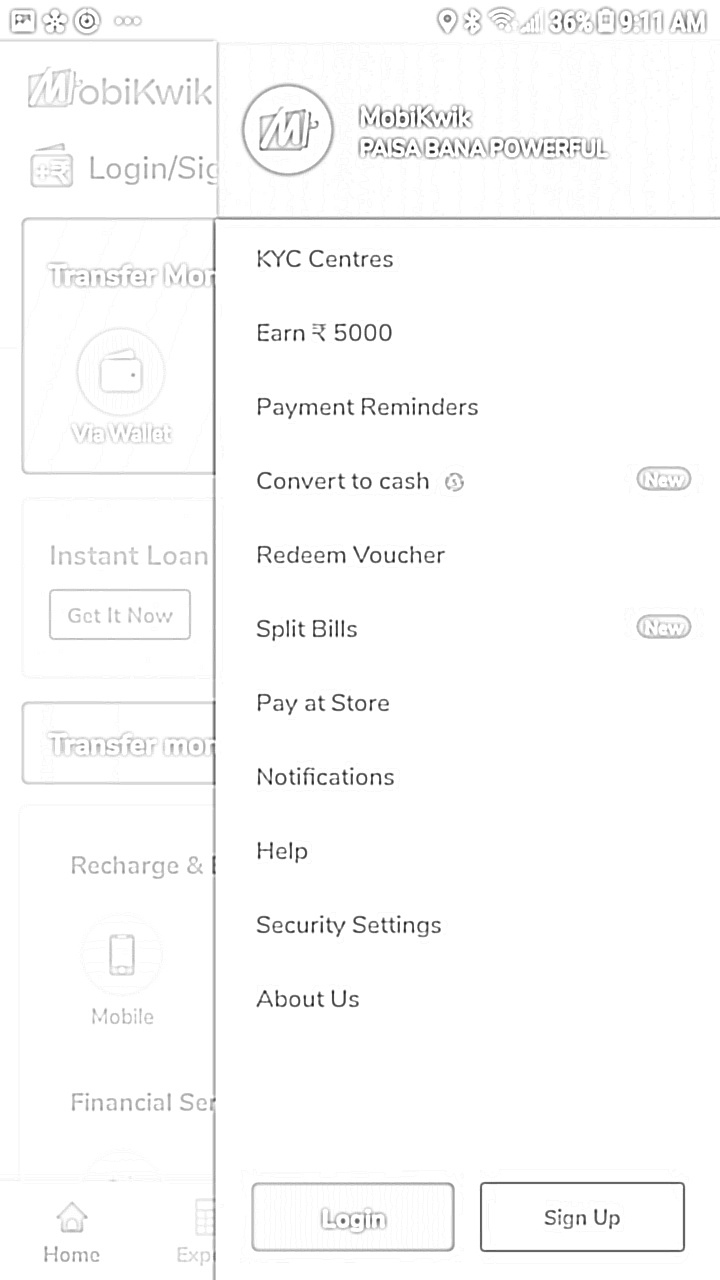 36% 9:11 AM
MobiKwik
Login/Sig
Transfer Mon
Via Wallet
Instant Loan
Get It Now
Transfer mon
Recharge &
Mobile
Financial Ser
Home
Expe
MobiKwik
PAISA BANA POWERFUL
KYC Centres
Earn ₹ 5000
Payment Reminders
Convert to cash New
Redeem Voucher
Split Bills New
Pay at Store
Notifications
Help
Security Settings
About Us
Login
Sign Up